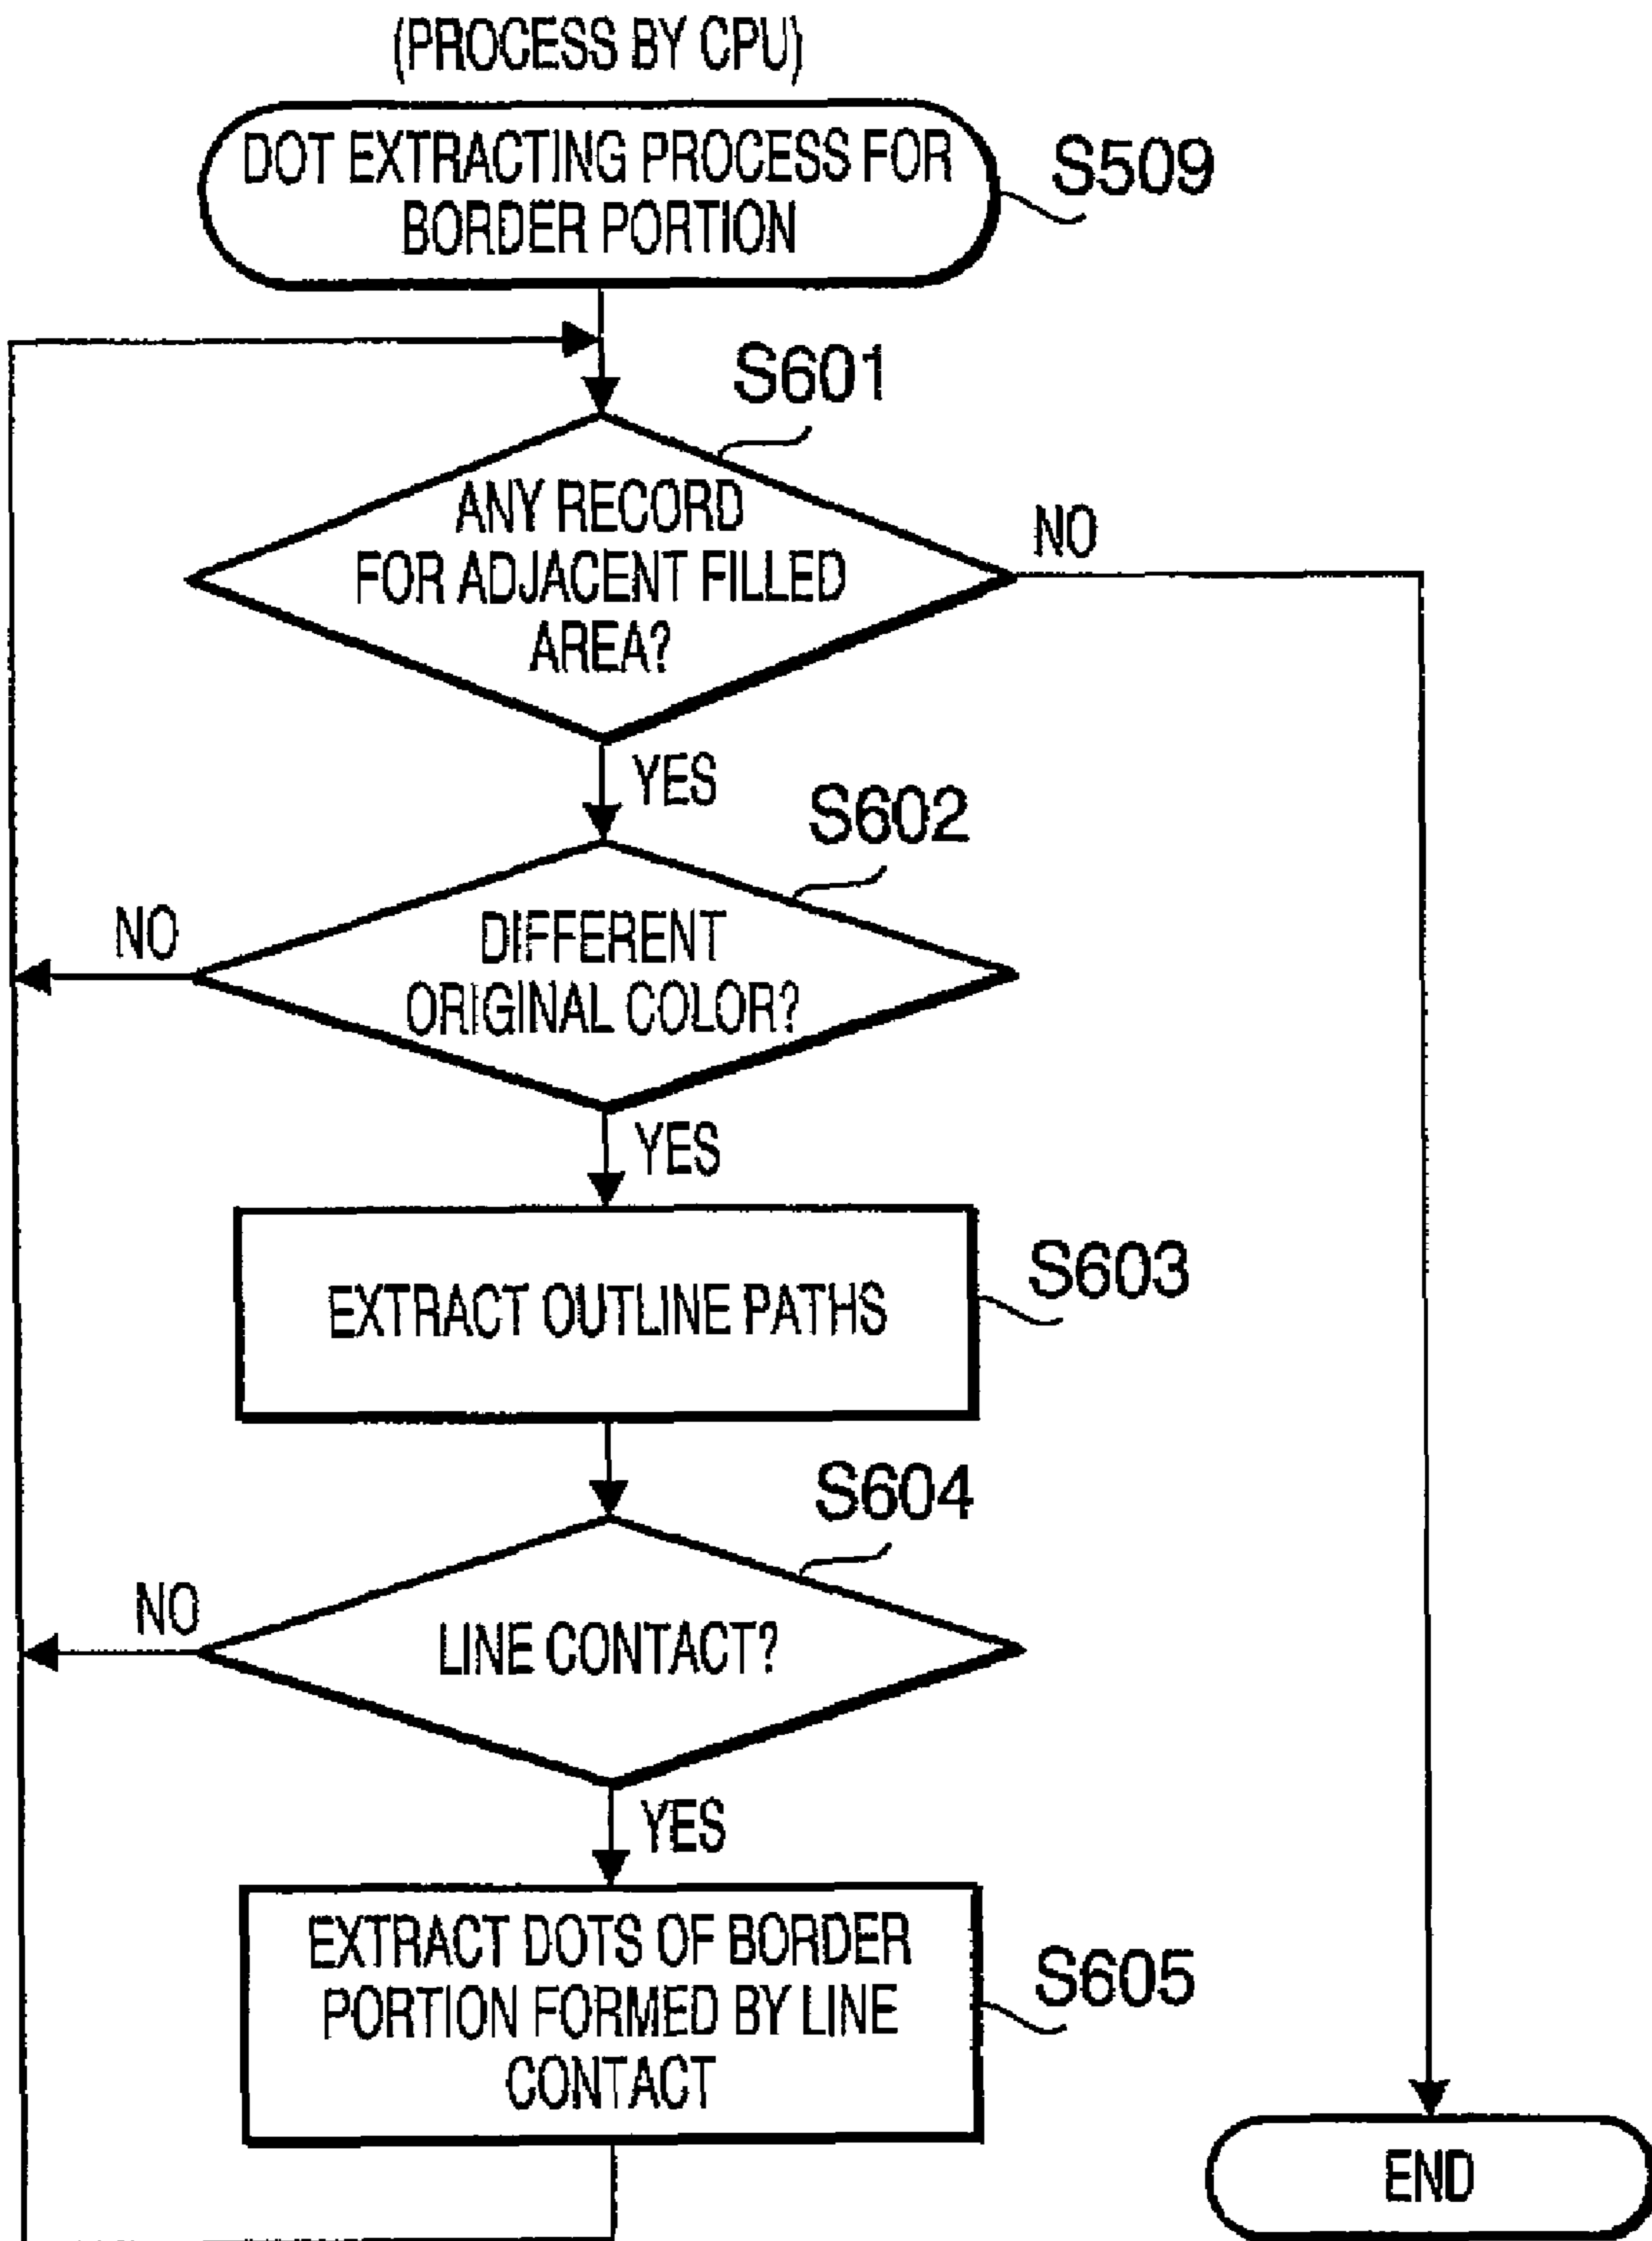 (PROCESS BY CPU)
DOT EXTRACTING PROCESS FOR
BORDER PORTION
S509
S601
ANY RECORD
FOR ADJACENT FILLED
AREA?
NO
YES
S602
DIFFERENT
ORIGINAL COLOR?
NO
YES
EXTRACT OUTLINE PATHS
S603
S604
LINE CONTACT?
NO
YES
EXTRACT DOTS OF BORDER
PORTION FORMED BY LINE
CONTACT
S605
END